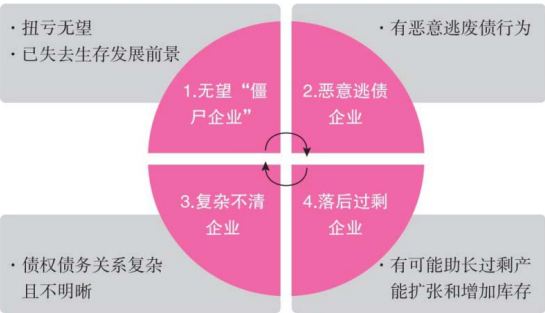 · 扭亏无望
· 已失去生存发展前景
· 有恶意逃废债行为
1.无望“僵
尸企业”
2.恶意逃债
企业
3.复杂不清
企业
4.落后过剩
企业
· 债权债务关系复杂
且不明晰
· 有可能助长过剩产
能扩张和增加库存